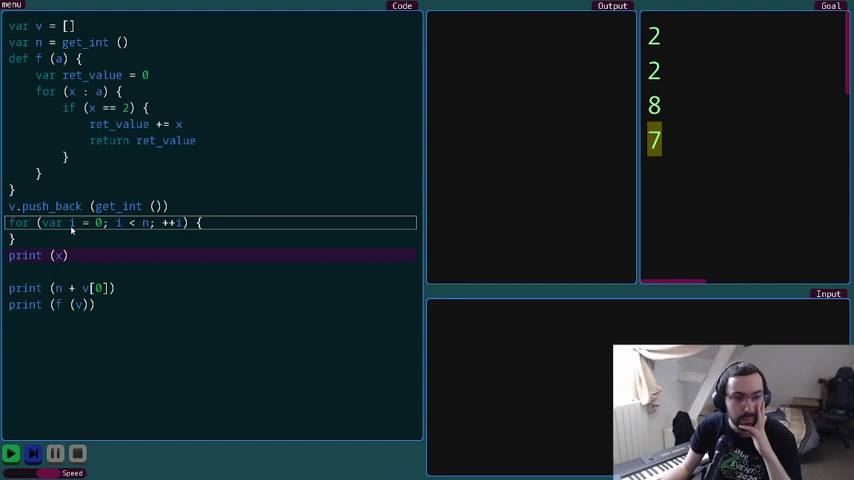 menu
Code
Output
Goal
var v = []
var n = get_int ()
def f (a) {
var ret_value = 0
for (x : a) {
if (x == 2) {
ret_value += x
return ret_value
}
}
}
v.push_back (get_int ())
for (var i = 0; i < n; ++i) {
}
print (x)
print (n + v[0])
print (f (v))
2
2
8
7
Input
Speed